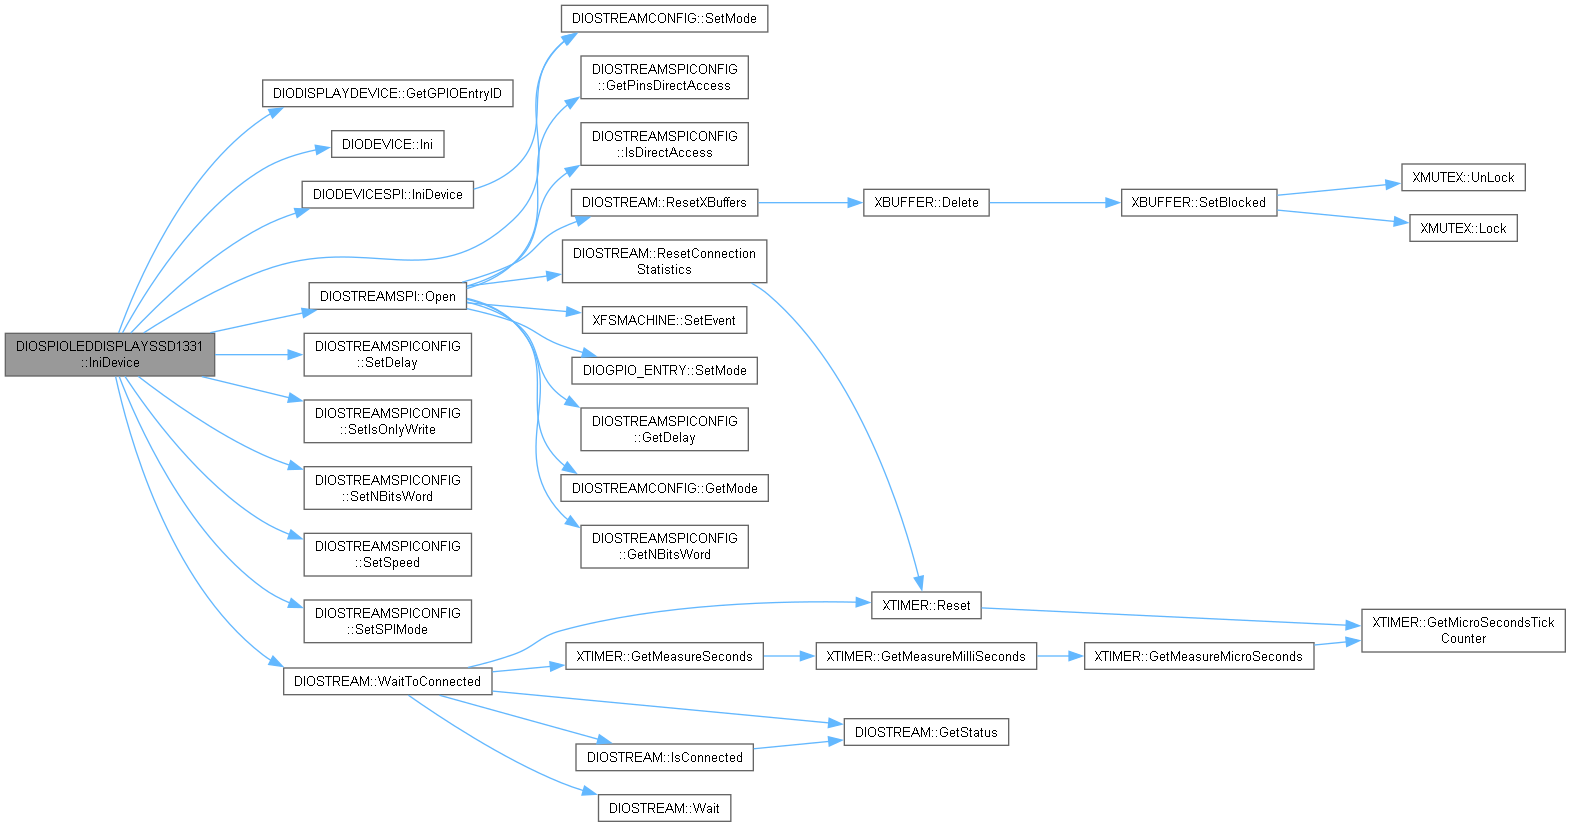 DIOSPIOLEDDISPLAYSSD1331
::IniDevice
DIODISPLAYDEVICE::GetGPIOEntryID
DIODEVICE::Ini
DIODEVICESPI::IniDevice
DIOSTREAMSPI::Open
DIOSTREAMSPICONFIG
::SetDelay
DIOSTREAMSPICONFIG
::SetIsOnlyWrite
DIOSTREAMSPICONFIG
::SetNBitsWord
DIOSTREAMSPICONFIG
::SetSpeed
DIOSTREAMSPICONFIG
::SetSPIMode
DIOSTREAM::WaitToConnected
DIOSTREAMCONFIG::SetMode
DIOSTREAMSPICONFIG
::GetPinsDirectAccess
DIOSTREAMSPICONFIG
::IsDirectAccess
DIOSTREAM::ResetXBuffers
DIOSTREAM::ResetConnection
Statistics
XFSMACHINE::SetEvent
DIOGPIO_ENTRY::SetMode
DIOSTREAMSPICONFIG
::GetDelay
DIOSTREAMCONFIG::GetMode
DIOSTREAMSPICONFIG
::GetNBitsWord
XTIMER::GetMeasureSeconds
DIOSTREAM::IsConnected
DIOSTREAM::Wait
XBUFFER::Delete
XTIMER::Reset
XTIMER::GetMeasureMilliSeconds
DIOSTREAM::GetStatus
XBUFFER::SetBlocked
XTIMER::GetMeasureMicroSeconds
XMUTEX::UnLock
XMUTEX::Lock
XTIMER::GetMicroSecondsTick
Counter